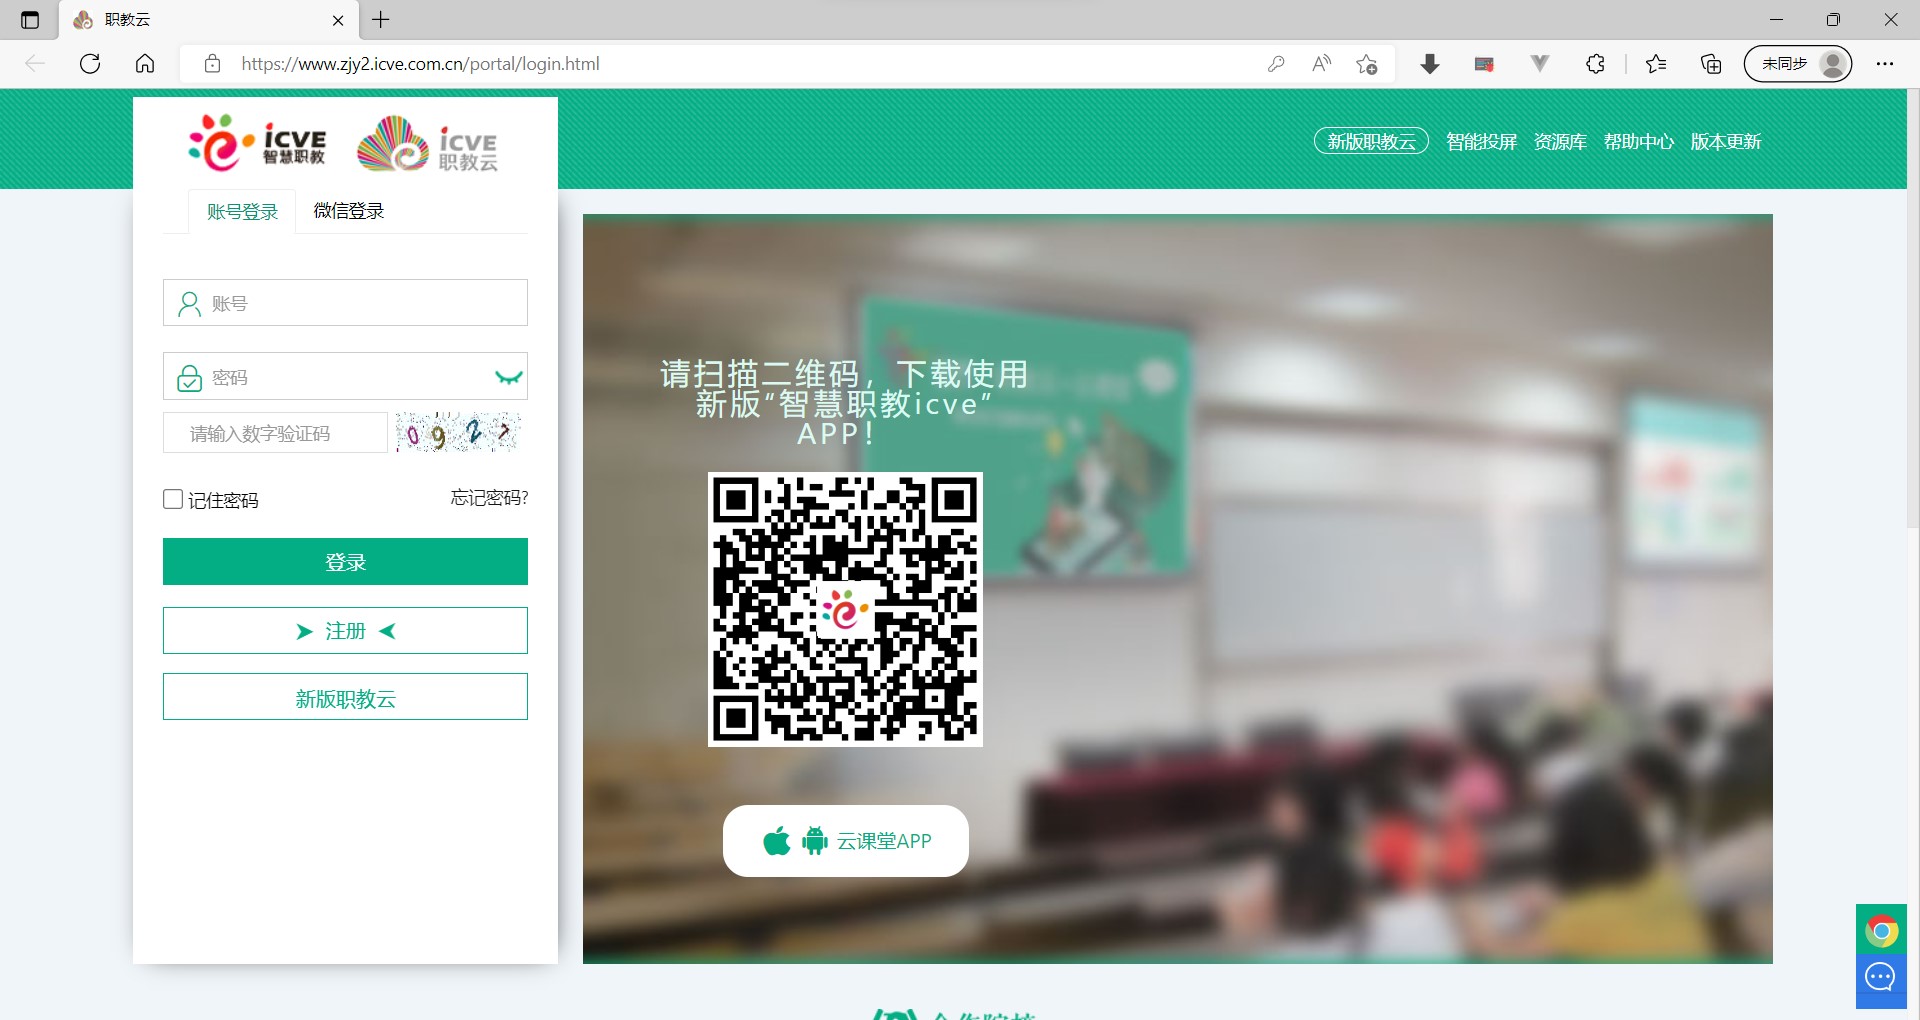 职教云
https://www.zjy2.icve.com.cn/portal/login.html
未同步
icve
智慧职教
icve
职教云
新版职教云 智能投屏 资源库 帮助中心 版本更新
账号登录 微信登录
账号
密码
请输入数字验证码
0927
记住密码 忘记密码?
登录
注册
新版职教云
请扫描二维码，下载使用
新版“智慧职教icve”
APP！
云课堂APP
合作院校